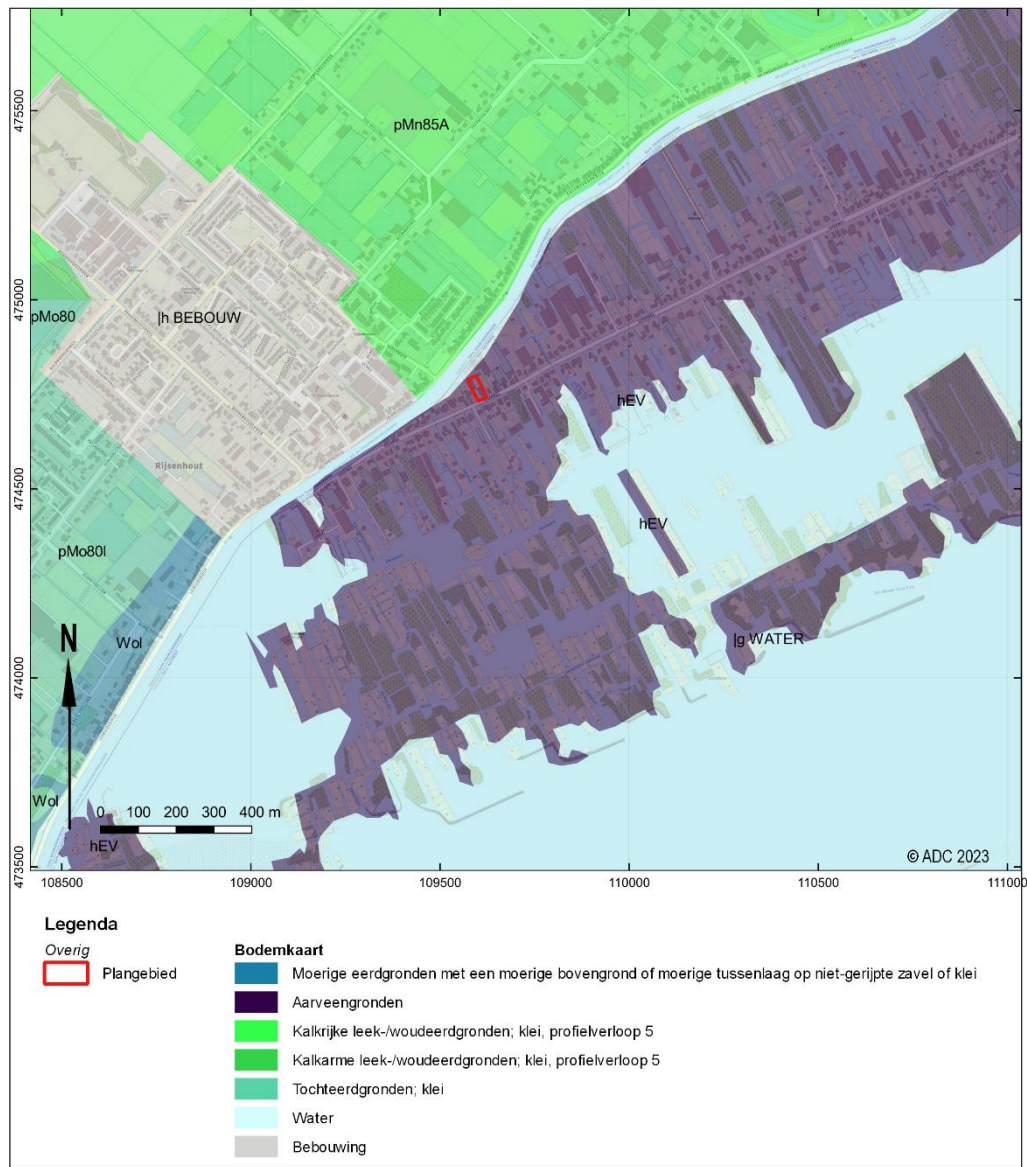 475500
pMn85A
475000
pMo80
|h BEBOUW
hEV
Rijsenhout
474500
hEV
pMo80l
Wol
|g WATER
N
474000
Wol
0 100 200 300 400 m
hEV
© ADC 2023
473500
108500 109000 109500 110000 110500 111000
Legenda
Overig
Plangebied
Bodemkaart
Moerige eerdgronden met een moerige bovengrond of moerige tussenlaag op niet-gerijpte zavel of klei
Aarveengronden
Kalkrijke leek-/woudeerdgronden; klei, profielverloop 5
Kalkarme leek-/woudeerdgronden; klei, profielverloop 5
Tochteerdgronden; klei
Water
Bebouwing